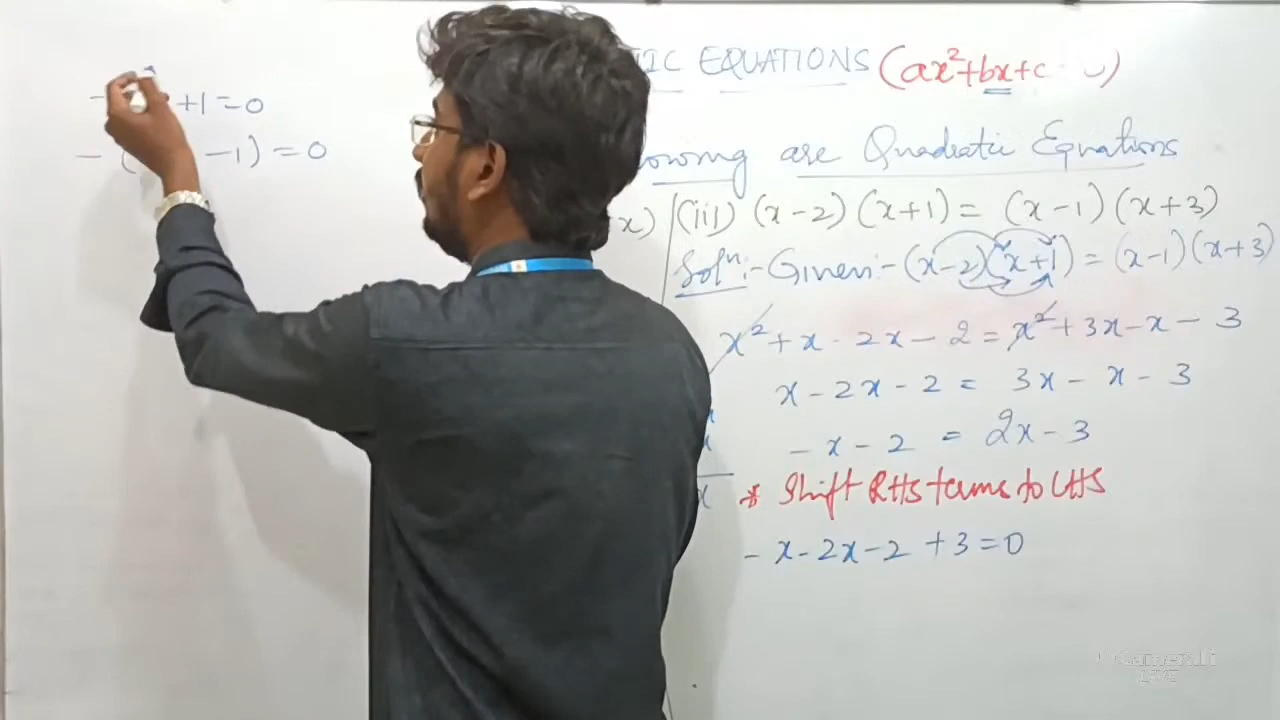 +1=0
- ( -1) = 0
EQUATIONS (ax²+bx+c
are Quadratic Equations
x) (iii) (x-2)(x+1) = (x-1)(x+3)
Solⁿ:- Given:- (x-2)(x+1) = (x-1)(x+3)
x²+x-2x-2 = x²+3x-x-3
x-2x-2 = 3x-x-3
-x-2 = 2x-3
* Shift RHS terms to LHS
-x-2x-2+3=0